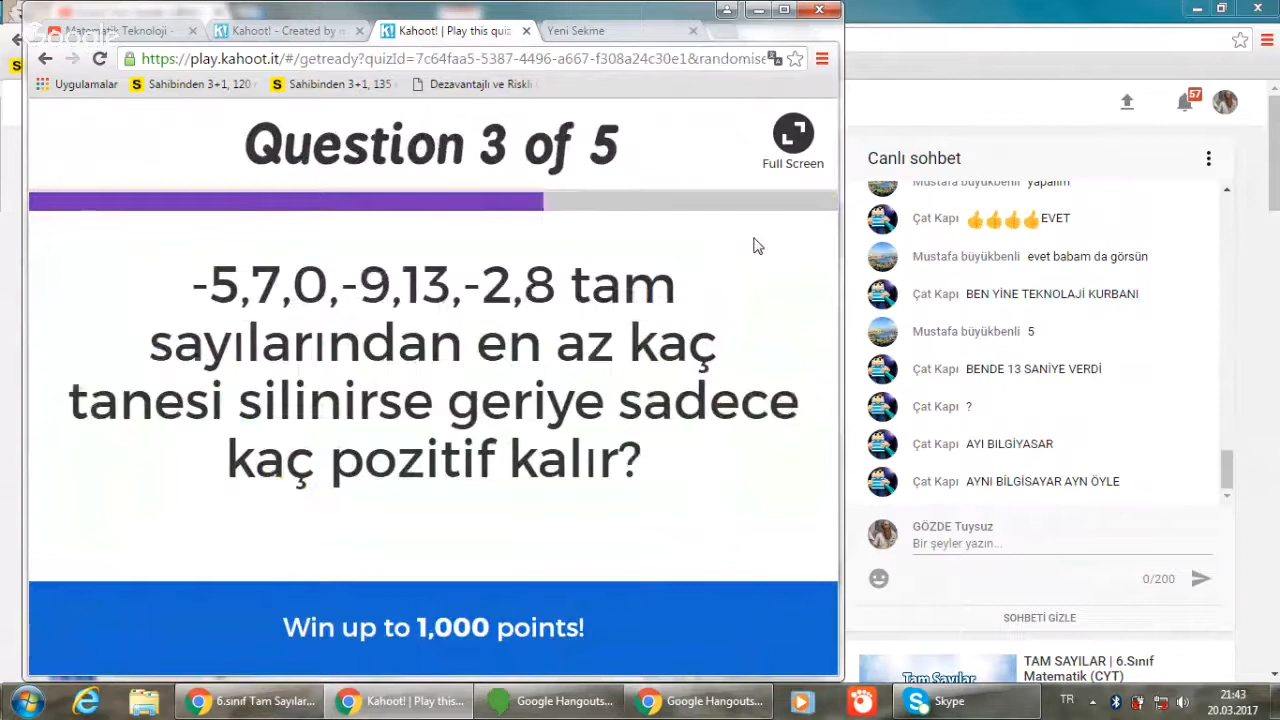 Matematik Teknoloji -
Kahoot! - Created by m
Kahoot! | Play this quiz
Yeni Sekme
https://play.kahoot.it/#/getready?quizId=7c64faa5-5387-4496-a667-f308a24c30e1&randomise
Uygulamalar
Sahibinden 3+1, 120
Sahibinden 3+1, 135
Dezavantajlı ve Riskli
Question 3 of 5
Full Screen
-5,7,0,-9,13,-2,8 tam
sayılarından en az kaç
tanesi silinirse geriye sadece
kaç pozitif kalır?
Win up to 1,000 points!
57
Canlı sohbet
Mustafa büyükbenli yapalım
Çat Kapı EVET
Mustafa büyükbenli evet babam da görsün
Çat Kapı BEN YİNE TEKNOLAJİ KURBANI
Mustafa büyükbenli 5
Çat Kapı BENDE 13 SANİYE VERDİ
Çat Kapı ?
Çat Kapı AYI BILGİYASAR
Çat Kapı AYNI BİLGİSAYAR AYN ÖYLE
GÖZDE Tuysuz
Bir şeyler yazın...
0/200
SOHBETİ GİZLE
Tam Sayılar
TAM SAYILAR | 6.Sınıf
Matematik (CYT)
6.sınıf Tam Sayılar...
Kahoot! | Play this...
Google Hangouts...
Google Hangouts...
Skype
TR
21:43
20.03.2017